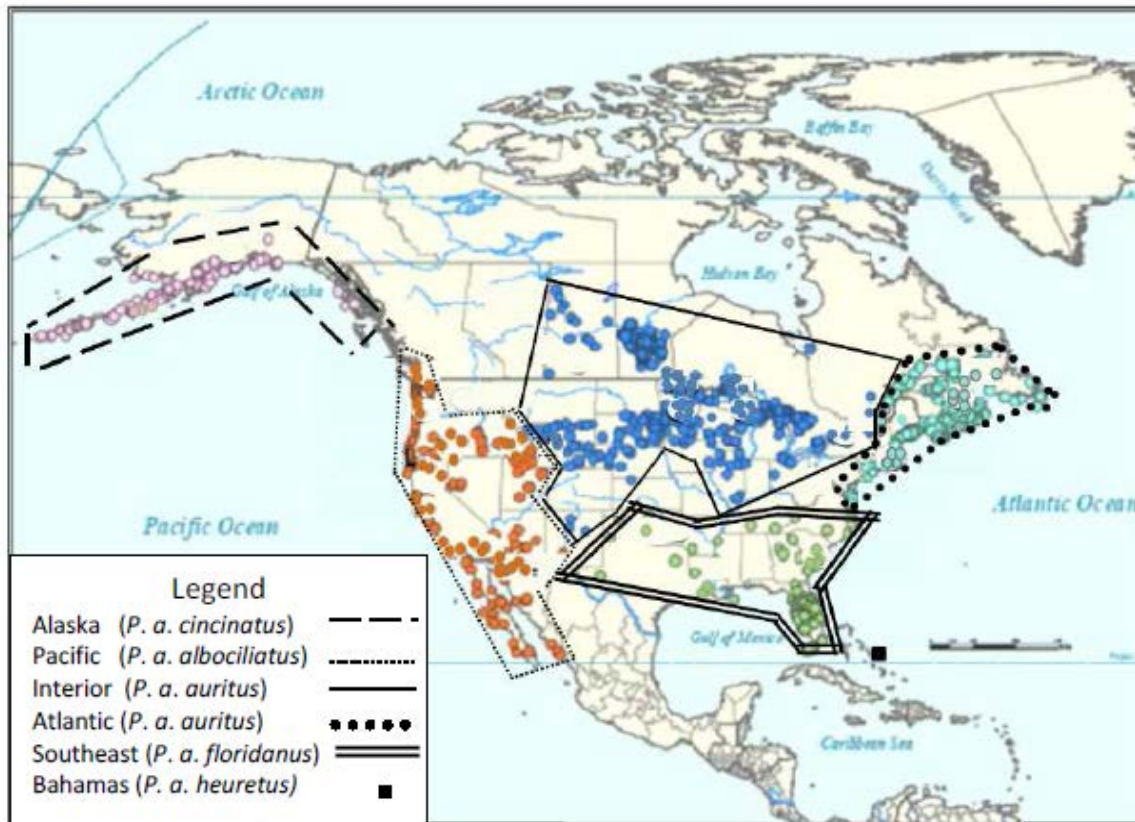 Arctic Ocean
Baffin Bay
Hudson Bay
Gulf of Alaska
Pacific Ocean
Atlantic Ocean
Gulf of Mexico
Caribbean Sea
Legend
Alaska (P. a. cincinatus)
Pacific (P. a. albociliatus)
Interior (P. a. auritus)
Atlantic (P. a. auritus)
Southeast (P. a. floridanus)
Bahamas (P. a. heuretus)